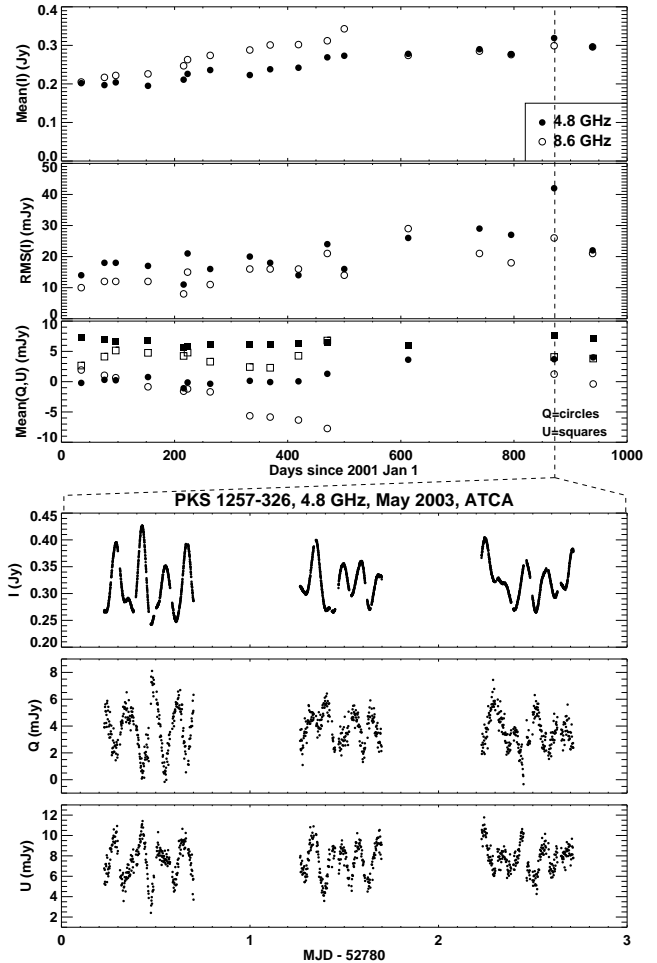 0.4
0.3
0.2
0.1
0.0
Mean(I) (Jy)
4.8 GHz
8.6 GHz
50
40
30
20
10
0
RMS(I) (mJy)
10
5
0
-5
-10
Mean(Q,U) (mJy)
Q=circles
U=squares
0 200 400 600 800 1000
Days since 2001 Jan 1
PKS 1257-326, 4.8 GHz, May 2003, ATCA
0.45
0.40
0.35
0.30
0.25
0.20
I (Jy)
8
6
4
2
0
Q (mJy)
12
10
8
6
4
2
U (mJy)
0 1 2 3
MJD - 52780